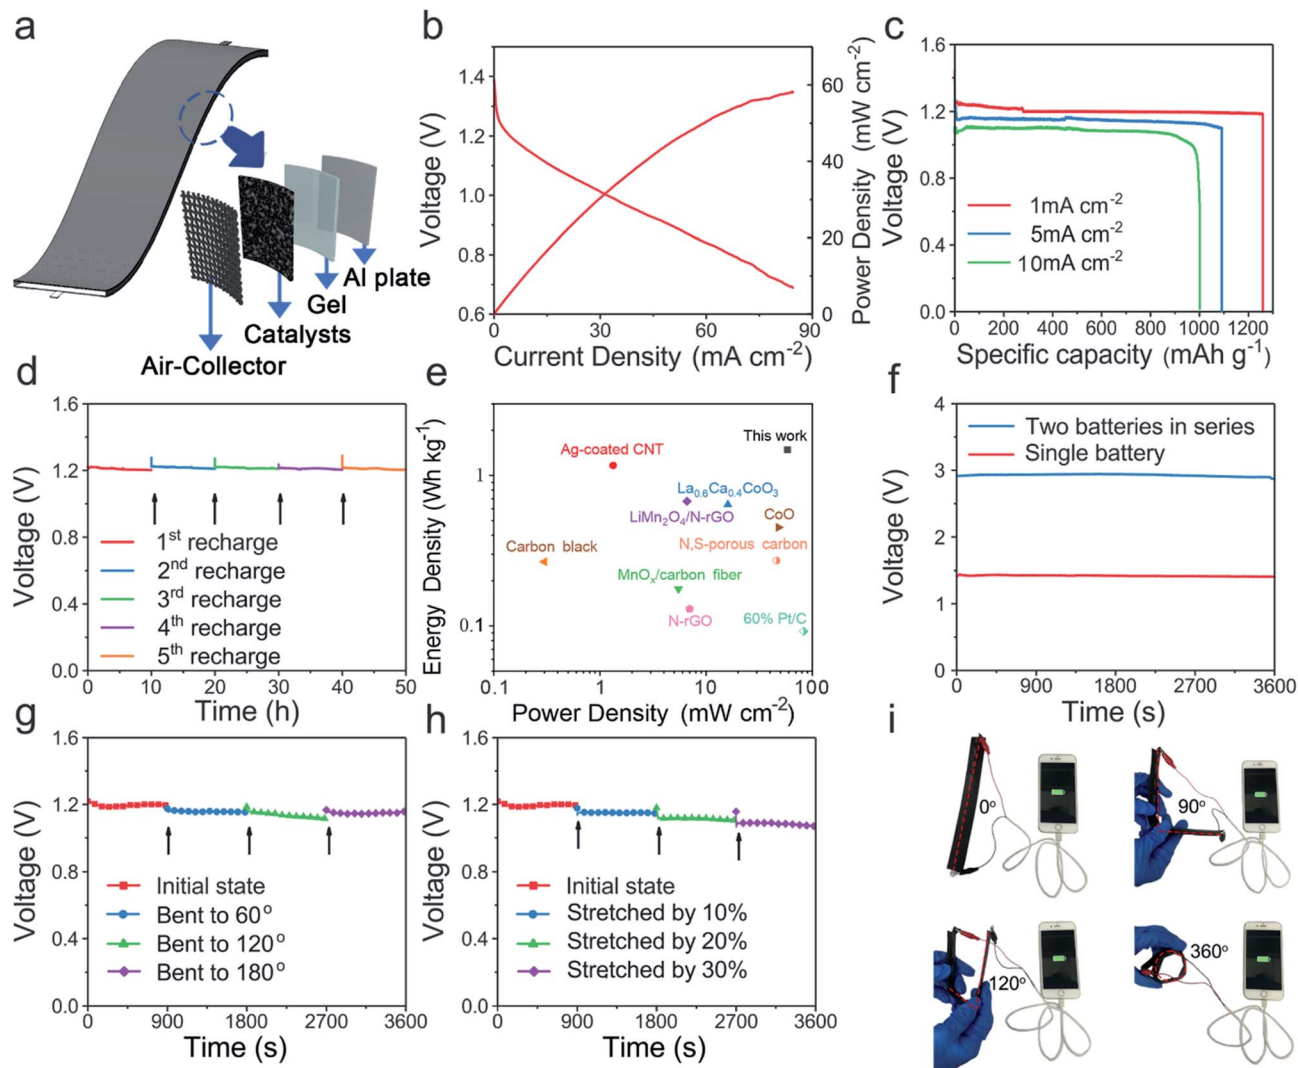 a
Al plate
Gel
Catalysts
Air-Collector
b
Voltage (V)
1.4
1.2
1.0
0.8
0.6
0 30 60 90
Current Density (mA cm-2)
60
40
20
0
Power Density (mW cm-2)
c
Voltage (V)
1.6
1.2
0.8
0.4
0.0
1mA cm-2
5mA cm-2
10mA cm-2
0 200 400 600 800 1000 1200
Specific capacity (mAh g-1)
d
Voltage (V)
1.6
1.2
0.8
0.4
0.0
1st recharge
2nd recharge
3rd recharge
4th recharge
5th recharge
0 10 20 30 40 50
Time (h)
e
Energy Density (Wh kg-1)
1
0.1
This work
Ag-coated CNT
La0.6Ca0.4CoO3
LiMn2O4/N-rGO
CoO
Carbon black
N,S-porous carbon
MnOx/carbon fiber
N-rGO
60% Pt/C
0.1 1 10 100
Power Density (mW cm-2)
f
Voltage (V)
4
3
2
1
0
Two batteries in series
Single battery
0 900 1800 2700 3600
Time (s)
g
Voltage (V)
1.6
1.2
0.8
0.4
0.0
Initial state
Bent to 60o
Bent to 120o
Bent to 180o
0 900 1800 2700 3600
Time (s)
h
Voltage (V)
1.6
1.2
0.8
0.4
0.0
Initial state
Stretched by 10%
Stretched by 20%
Stretched by 30%
0 900 1800 2700 3600
Time (s)
i
0o
90o
120o
360o